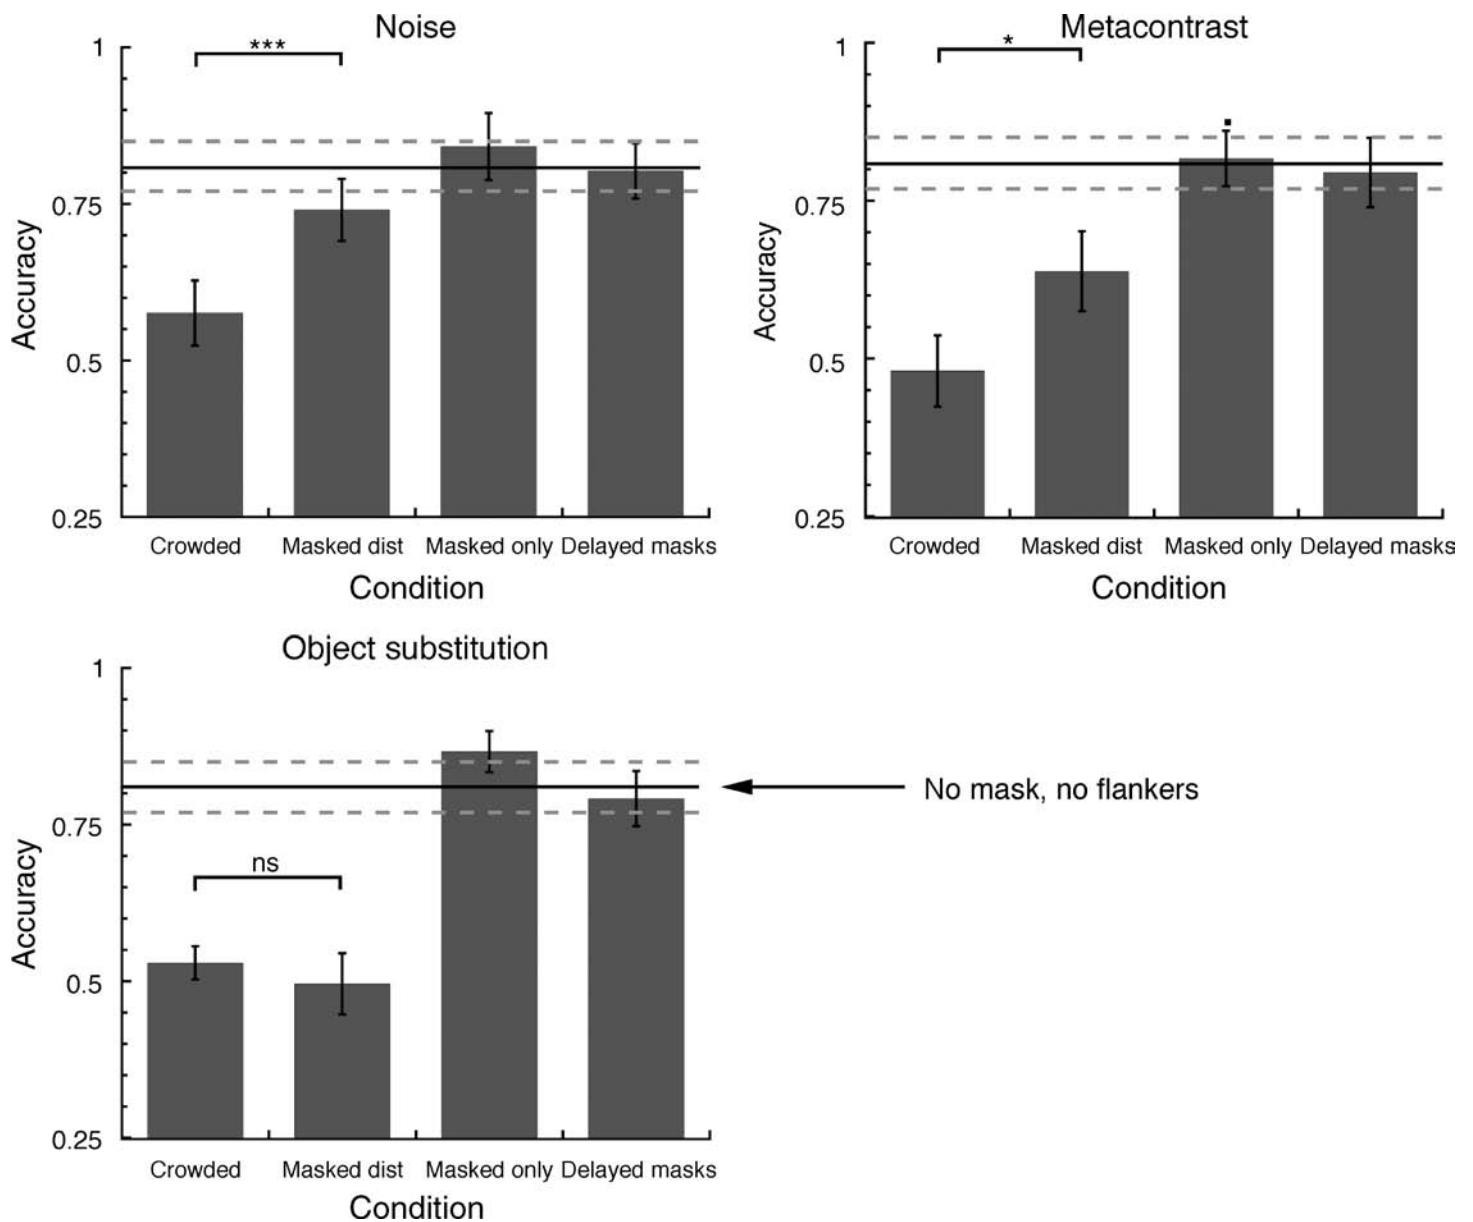 Noise
***
1
0.75
0.5
0.25
Accuracy
Crowded Masked dist Masked only Delayed masks
Condition
Metacontrast
*
1
0.75
0.5
0.25
Accuracy
Crowded Masked dist Masked only Delayed masks
Condition
Object substitution
1
0.75
0.5
0.25
Accuracy
ns
No mask, no flankers
Crowded Masked dist Masked only Delayed masks
Condition